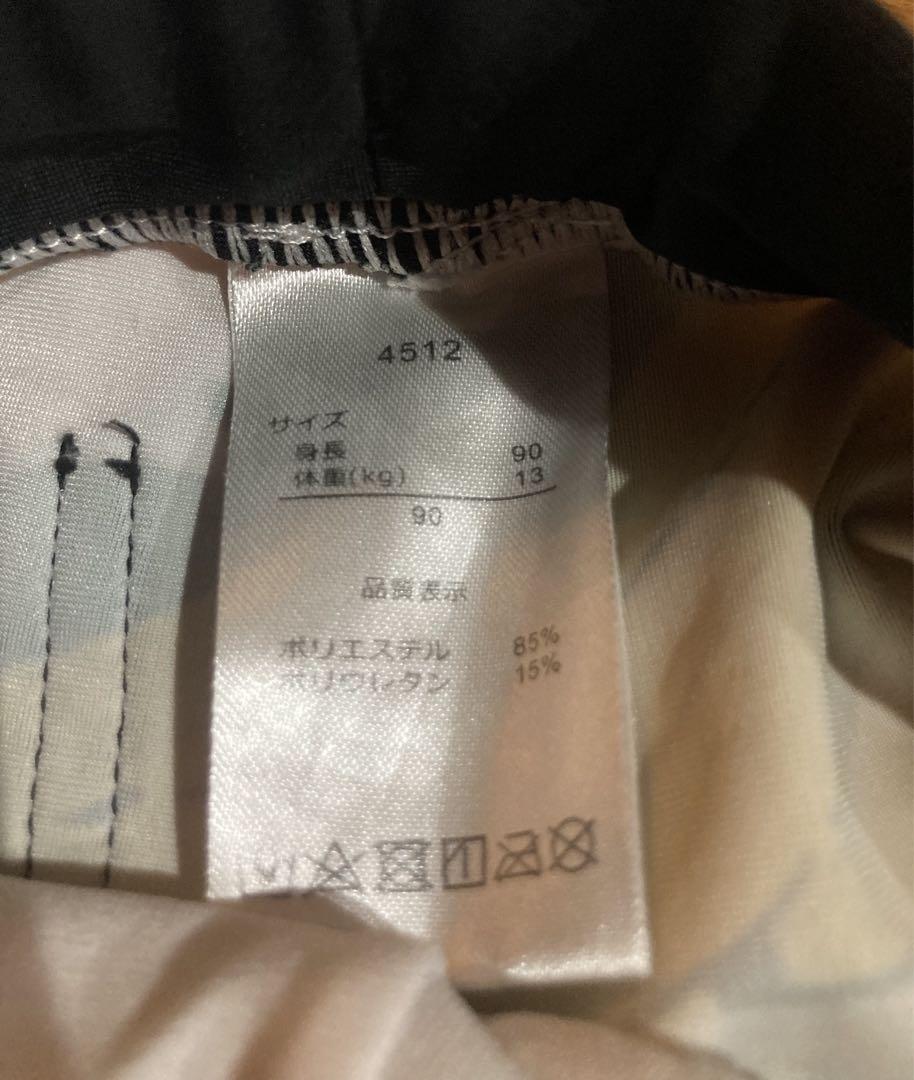 4512
サイズ
身長 90
体重(kg) 13
90
品質表示
ポリエステル 85%
ポリウレタン 15%